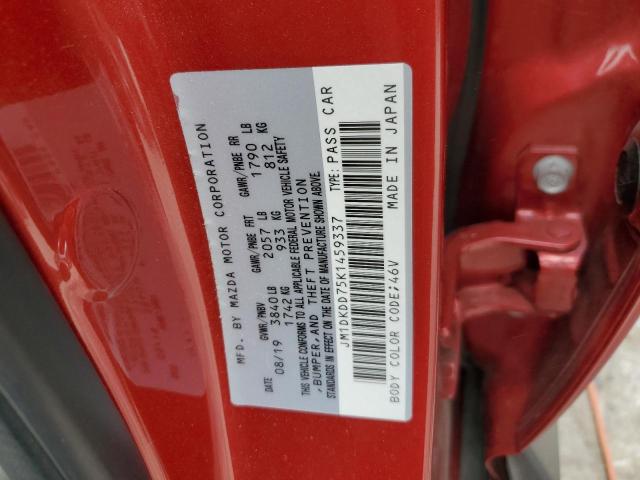 MFD. BY MAZDA MOTOR CORPORATION
DATE GVWR/PNBV GAWR/PNBE FRT GAWR/PNBE RR
08/19 3840 LB 2057 LB 1790 LB
1742 KG 933 KG 812 KG
THIS VEHICLE CONFORMS TO ALL APPLICABLE FEDERAL MOTOR VEHICLE SAFETY
, BUMPER, AND THEFT PREVENTION
STANDARDS IN EFFECT ON THE DATE OF MANUFACTURE SHOWN ABOVE.
JM1DKDD75K1459337 TYPE: PASS CAR
BODY COLOR CODE:46V MADE IN JAPAN